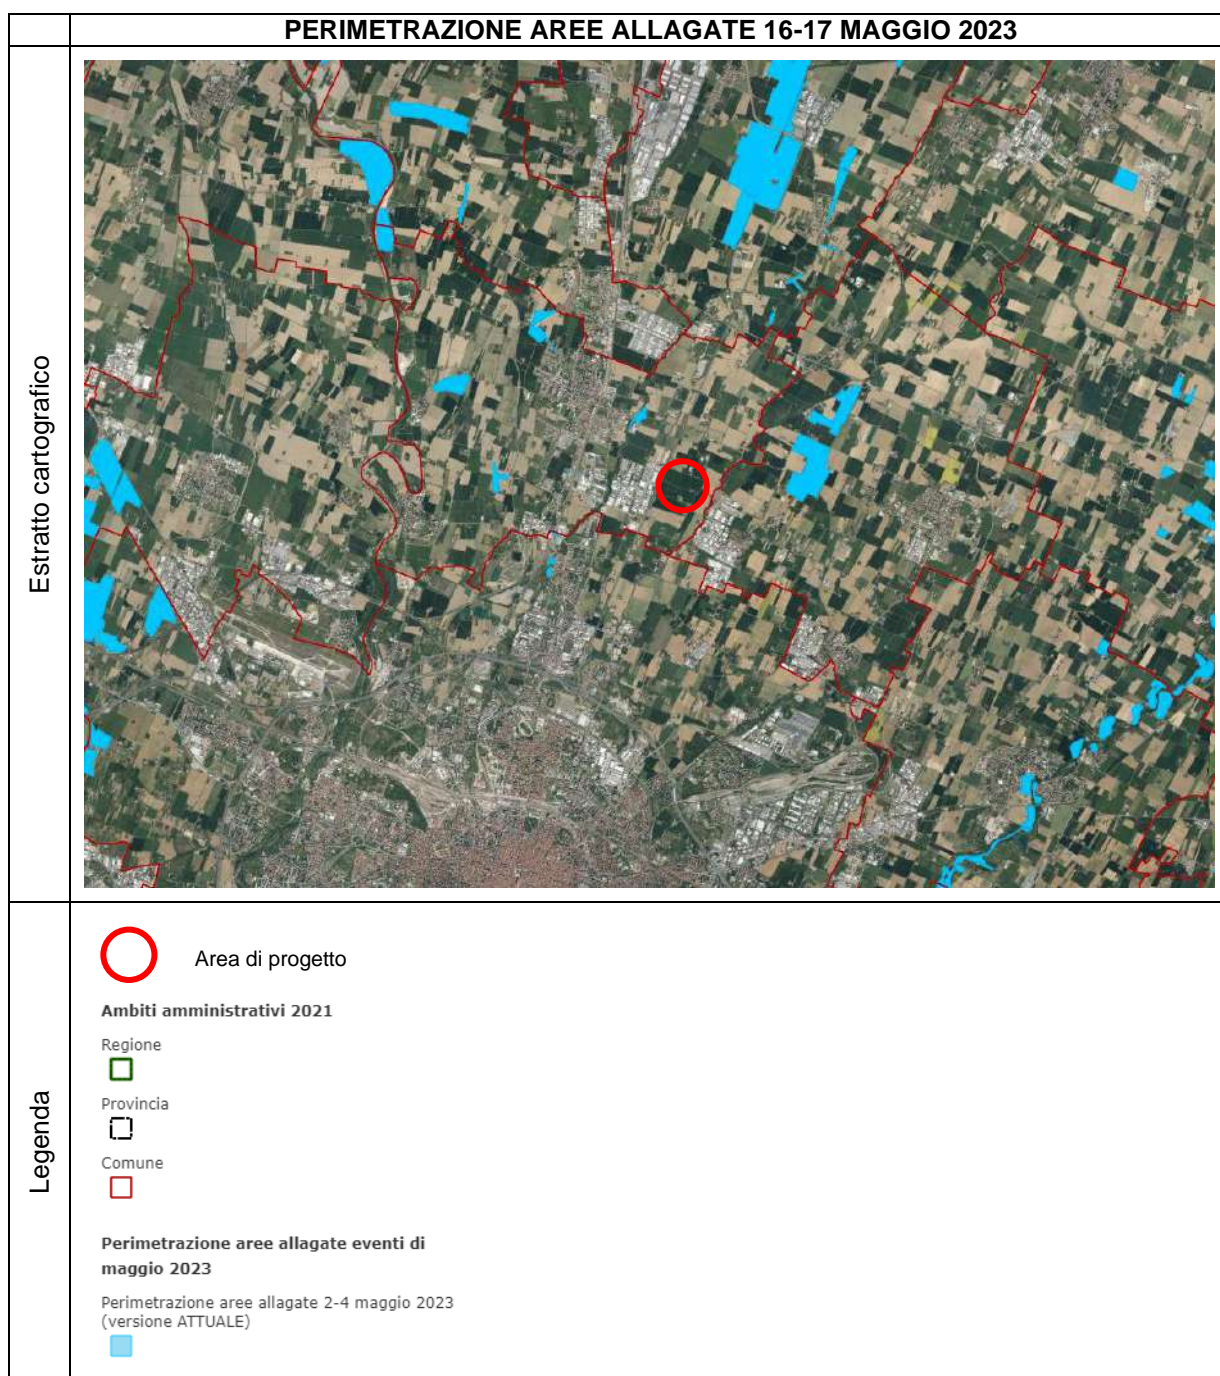 PERIMETRAZIONE AREE ALLAGATE 16-17 MAGGIO 2023
Estratto cartografico
Legenda
Area di progetto
Ambiti amministrativi 2021
Regione
Provincia
Comune
Perimetrazione aree allagate eventi di
maggio 2023
Perimetrazione aree allagate 2-4 maggio 2023
(versione ATTUALE)